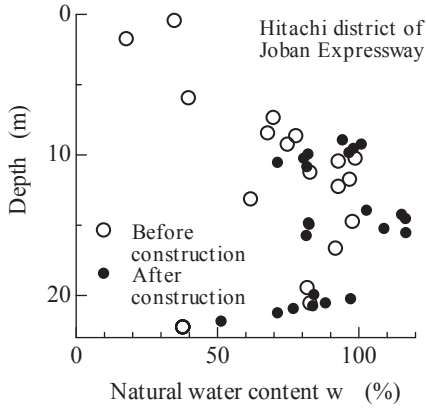 0
Hitachi district of
Joban Expressway
Depth (m)
10
Before
construction
After
construction
20
0 50 100
Natural water content w (%)